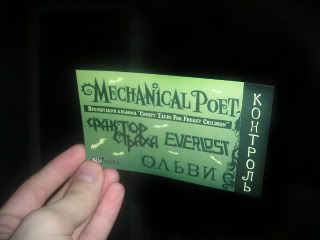 MECHANICAL POET
Презентация альбома "Creepy Tales For Freaky Children"
ФАКТОР
СТРАХА
EVERLOST
ОЛЬВИ
КОНТРОЛЬ